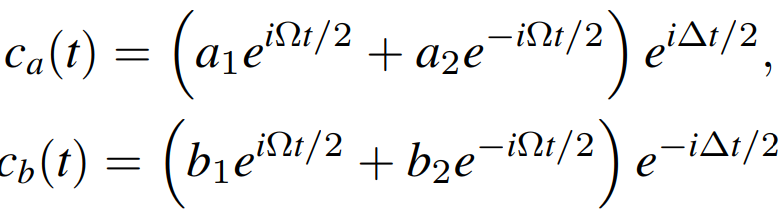 c_a(t) = (a_1 e^{iΩt/2} + a_2 e^{-iΩt/2}) e^{iΔt/2},
c_b(t) = (b_1 e^{iΩt/2} + b_2 e^{-iΩt/2}) e^{-iΔt/2}